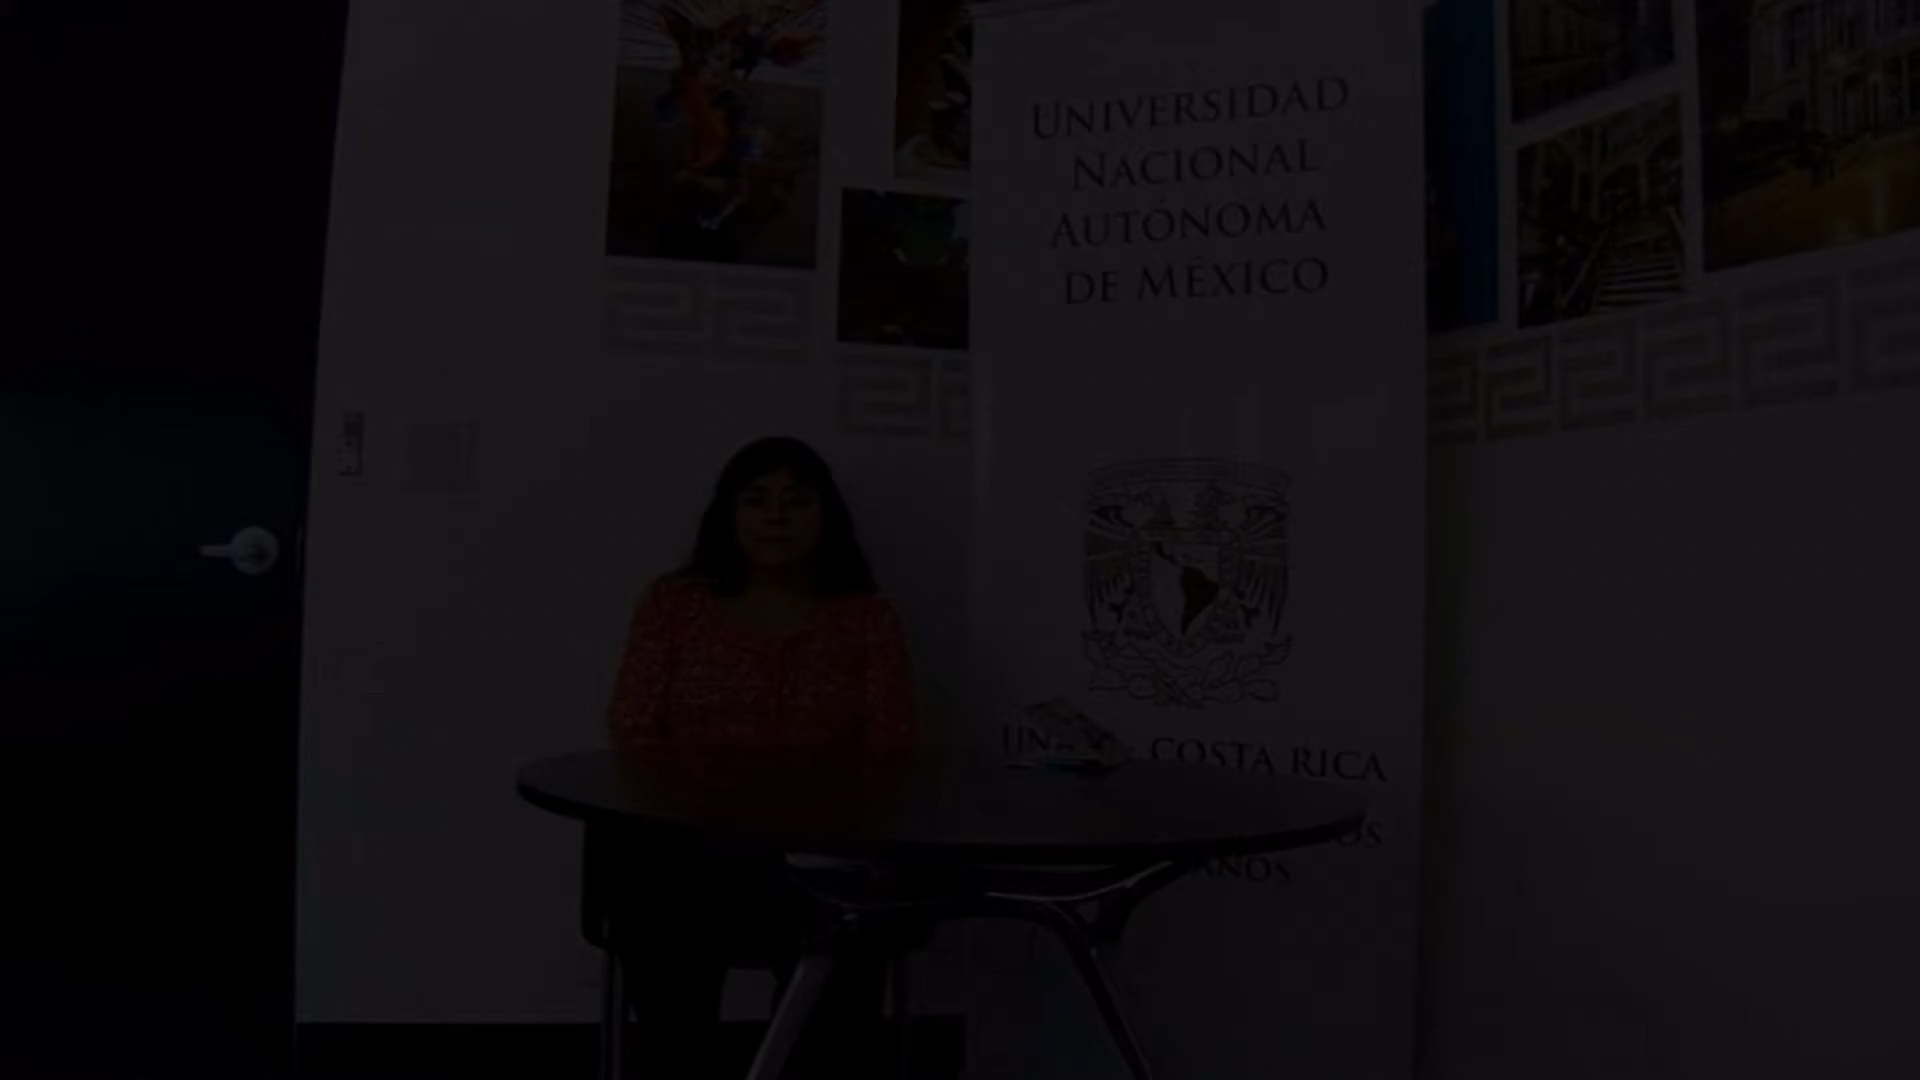 UNIVERSIDAD
NACIONAL
AUTÓNOMA
DE MÉXICO
COSTA RICA